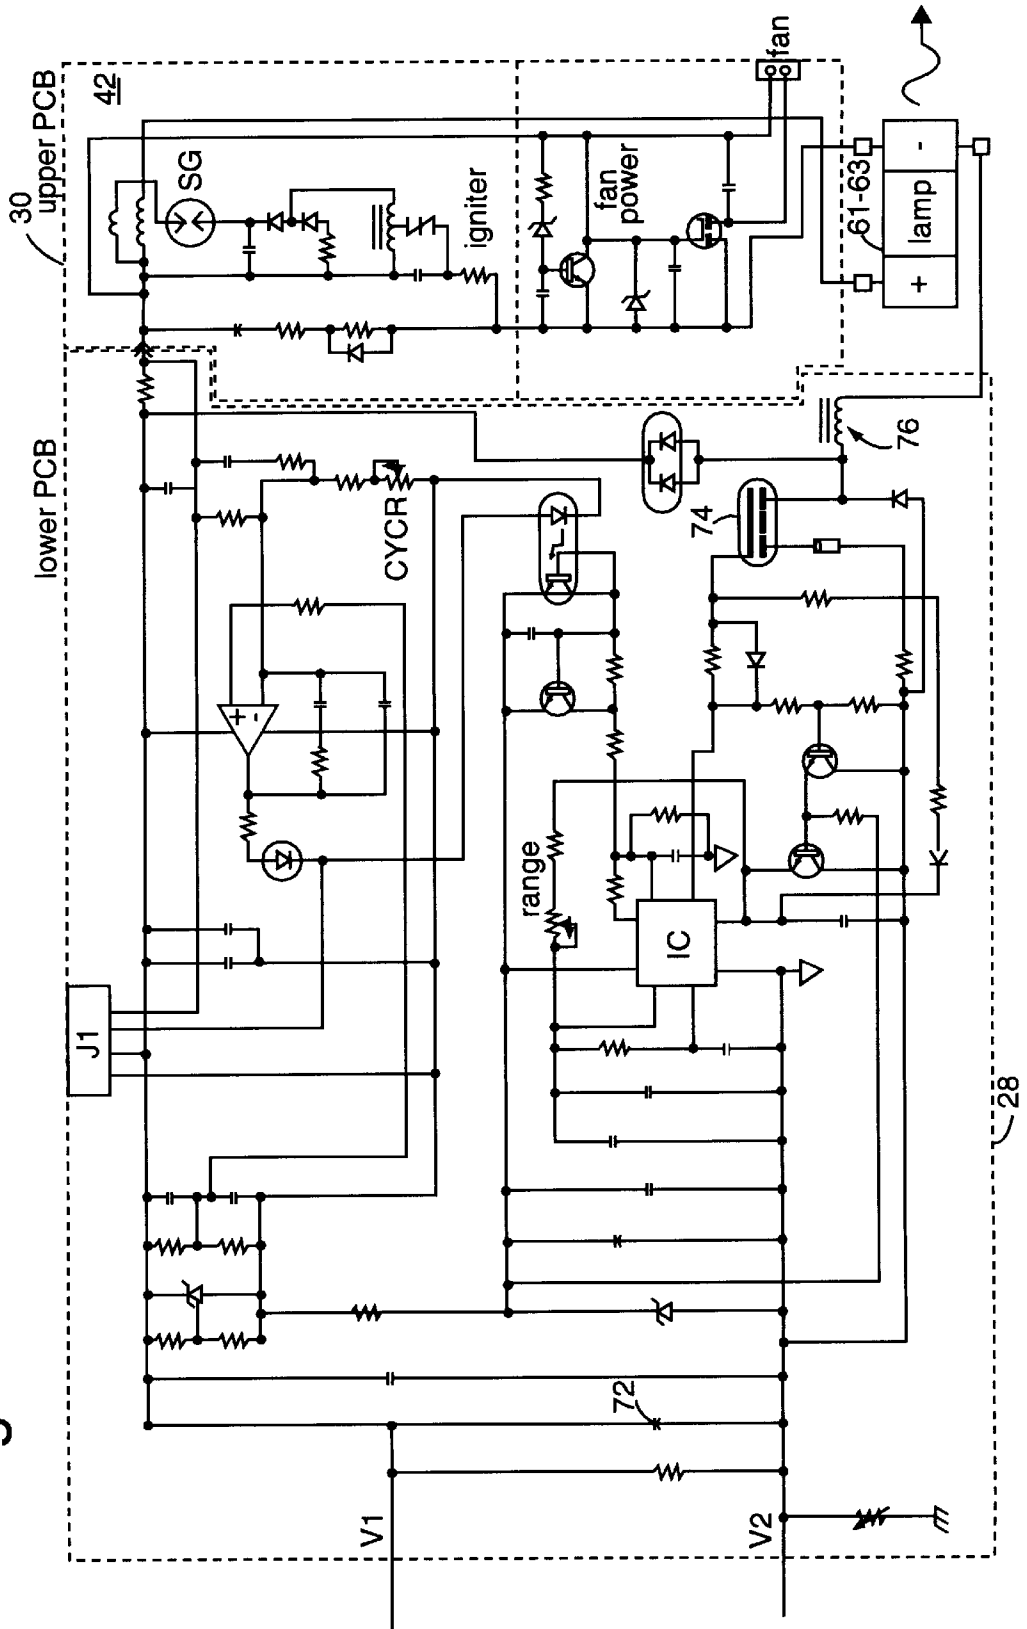 30
upper PCB
42
SG
igniter
fan power
fan
61-63
+
lamp
-
lower PCB
CYCR
+
-
74
76
J1
range
IC
28
72
V1
V2